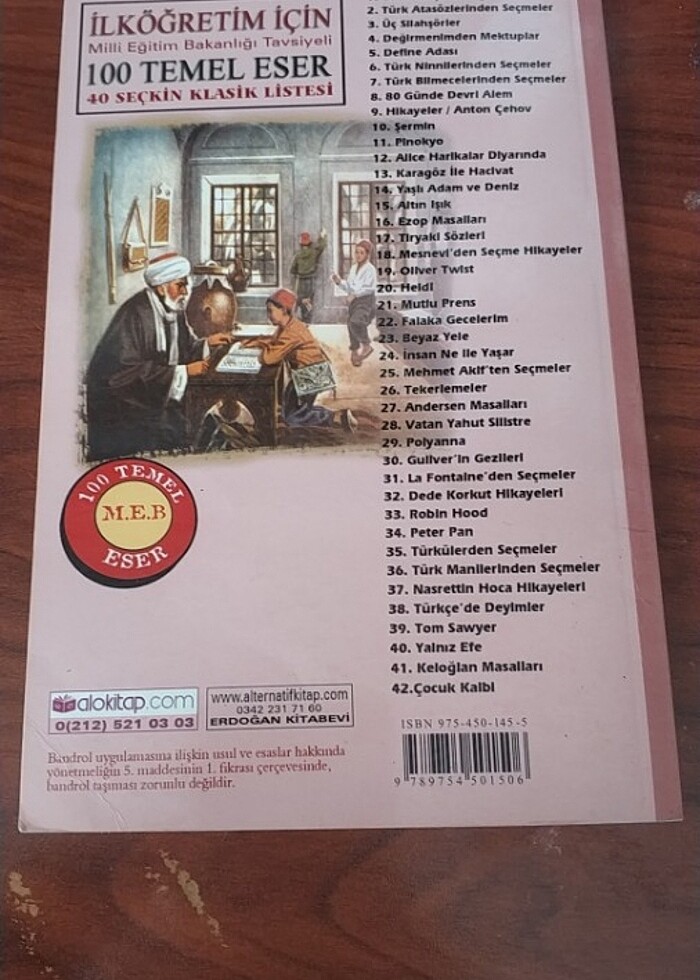 İLKÖĞRETİM İÇİN
Milli Eğitim Bakanlığı Tavsiyeli
100 TEMEL ESER
40 SEÇKİN KLASİK LİSTESİ
2. Türk Atasözlerinden Seçmeler
3. Üç Silahşörler
4. Değirmenimden Mektuplar
5. Define Adası
6. Türk Ninnilerinden Seçmeler
7. Türk Bilmecelerinden Seçmeler
8. 80 Günde Devri Alem
9. Hikayeler / Anton Çehov
10. Şermin
11. Pinokyo
12. Alice Harikalar Diyarında
13. Karagöz İle Hacivat
14. Yaşlı Adam ve Deniz
15. Altın Işık
16. Ezop Masalları
17. Tiryaki Sözleri
18. Mesnevi'den Seçme Hikayeler
19. Oliver Twist
20. Heidi
21. Mutlu Prens
22. Falaka Gecelerim
23. Beyaz Yele
24. İnsan Ne İle Yaşar
25. Mehmet Akif'ten Seçmeler
26. Tekerlemeler
27. Andersen Masalları
28. Vatan Yahut Silistre
29. Polyanna
30. Guliver'in Gezileri
31. La Fontaine'den Seçmeler
32. Dede Korkut Hikayeleri
33. Robin Hood
34. Peter Pan
35. Türkülerden Seçmeler
36. Türk Manilerinden Seçmeler
37. Nasrettin Hoca Hikayeleri
38. Türkçe'de Deyimler
39. Tom Sawyer
40. Yalnız Efe
41. Keloğlan Masalları
42.Çocuk Kalbi
100 TEMEL
M.E.B
ESER
alokitap.com
0(212) 521 03 03
www.alternatifkitap.com
0342 231 71 60
ERDOĞAN KİTABEVİ
Bandrol uygulamasına ilişkin usul ve esaslar hakkında
yönetmeliğin 5. maddesinin 1. fıkrası çerçevesinde,
bandrol taşıması zorunlu değildir.
ISBN 975-450-145-5
9 789754 501506